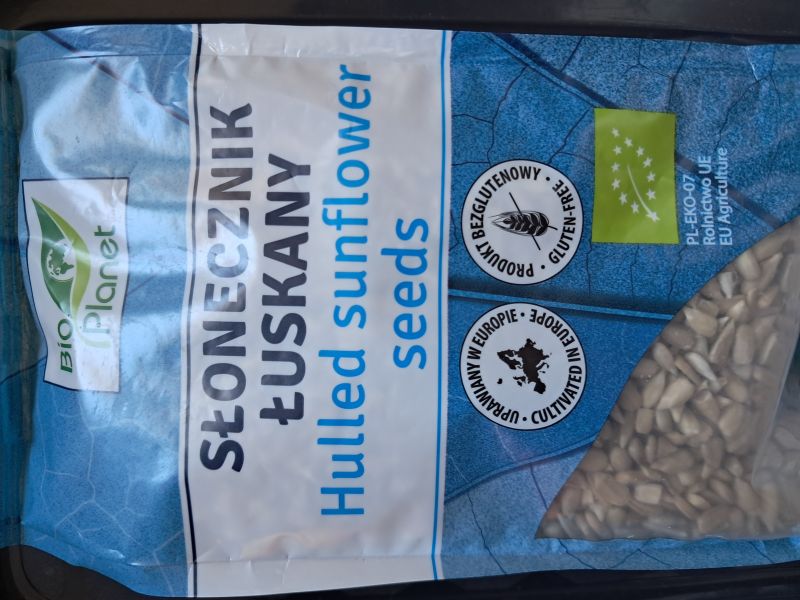 Bio
Planet
SŁONECZNIK
ŁUSKANY
Hulled sunflower
seeds
• PRODUKT BEZGLUTENOWY •
GLUTEN-FREE
• UPRAWIANY W EUROPIE •
CULTIVATED IN EUROPE
PL-EKO-07
Rolnictwo UE
EU Agriculture